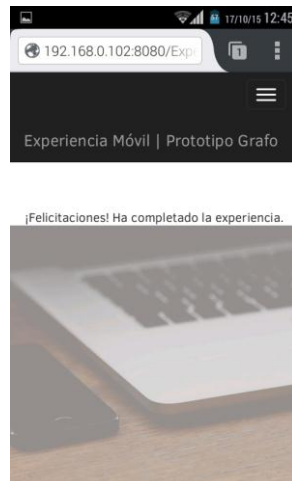 17/10/15 12:45
192.168.0.102:8080/Exp
1
Experiencia Móvil | Prototipo Grafo
¡Felicitaciones! Ha completado la experiencia.